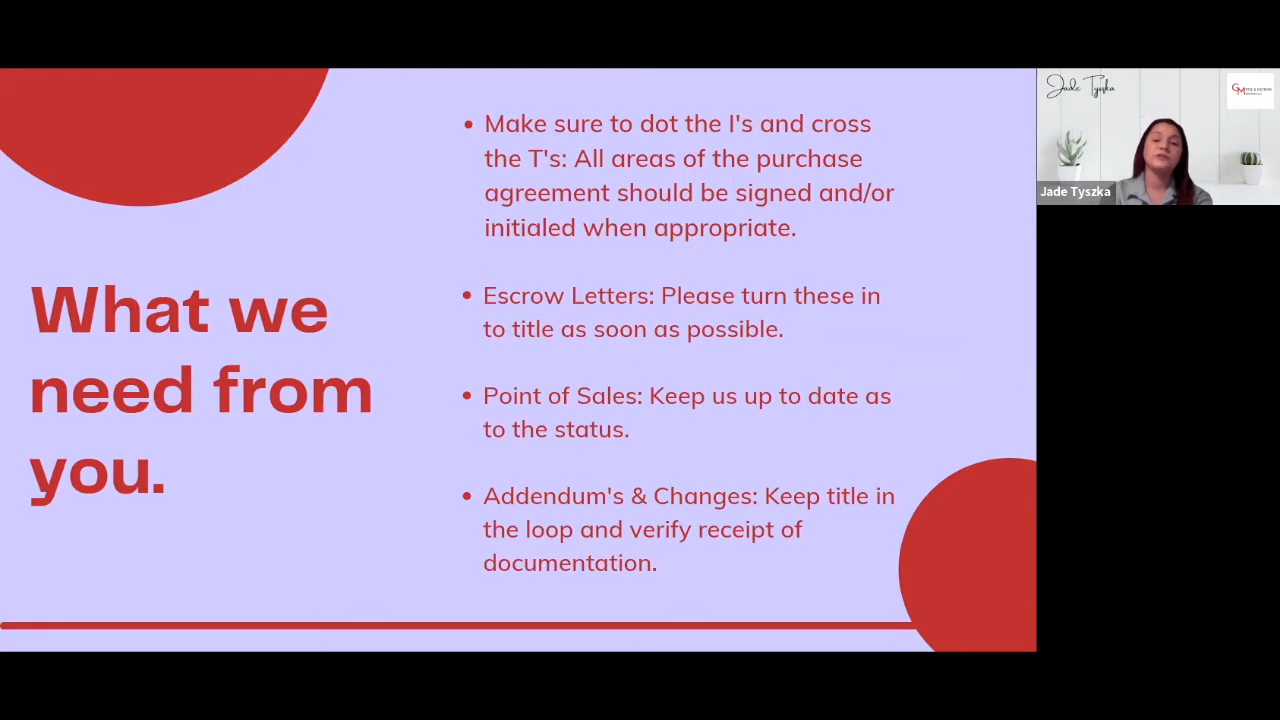 What we
need from
you.
• Make sure to dot the I's and cross
the T's: All areas of the purchase
agreement should be signed and/or
initialed when appropriate.
• Escrow Letters: Please turn these in
to title as soon as possible.
• Point of Sales: Keep us up to date as
to the status.
• Addendum's & Changes: Keep title in
the loop and verify receipt of
documentation.
Jade Tyszka
GM
Jade Tyszka